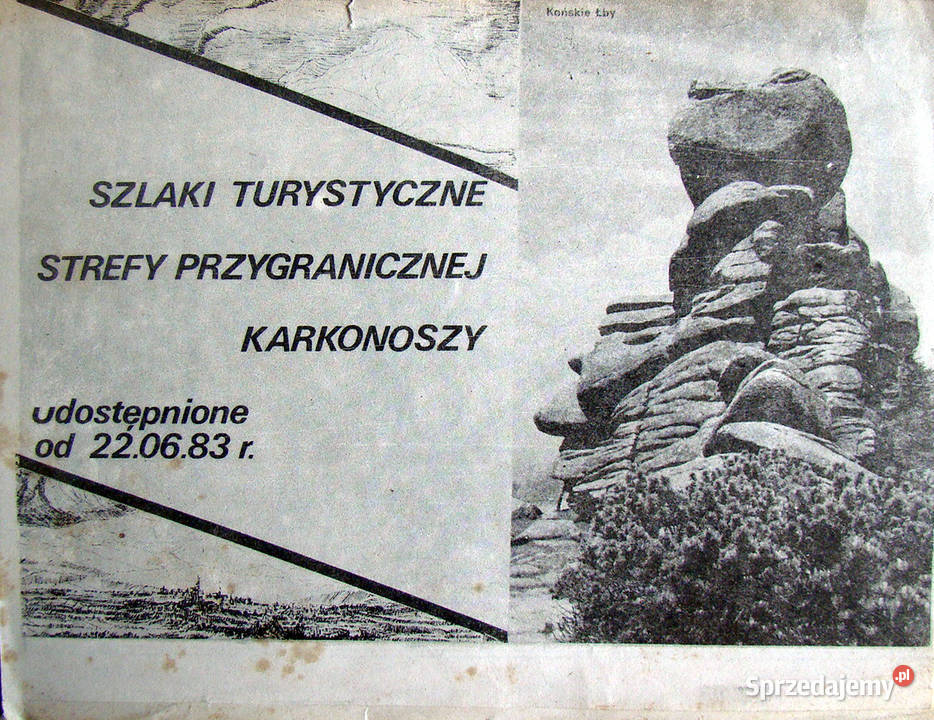 Końskie Łby
SZLAKI TURYSTYCZNE
STREFY PRZYGRANICZNEJ
KARKONOSZY
udostępnione
od 22.06.83 r.
Sprzedajemy.pl